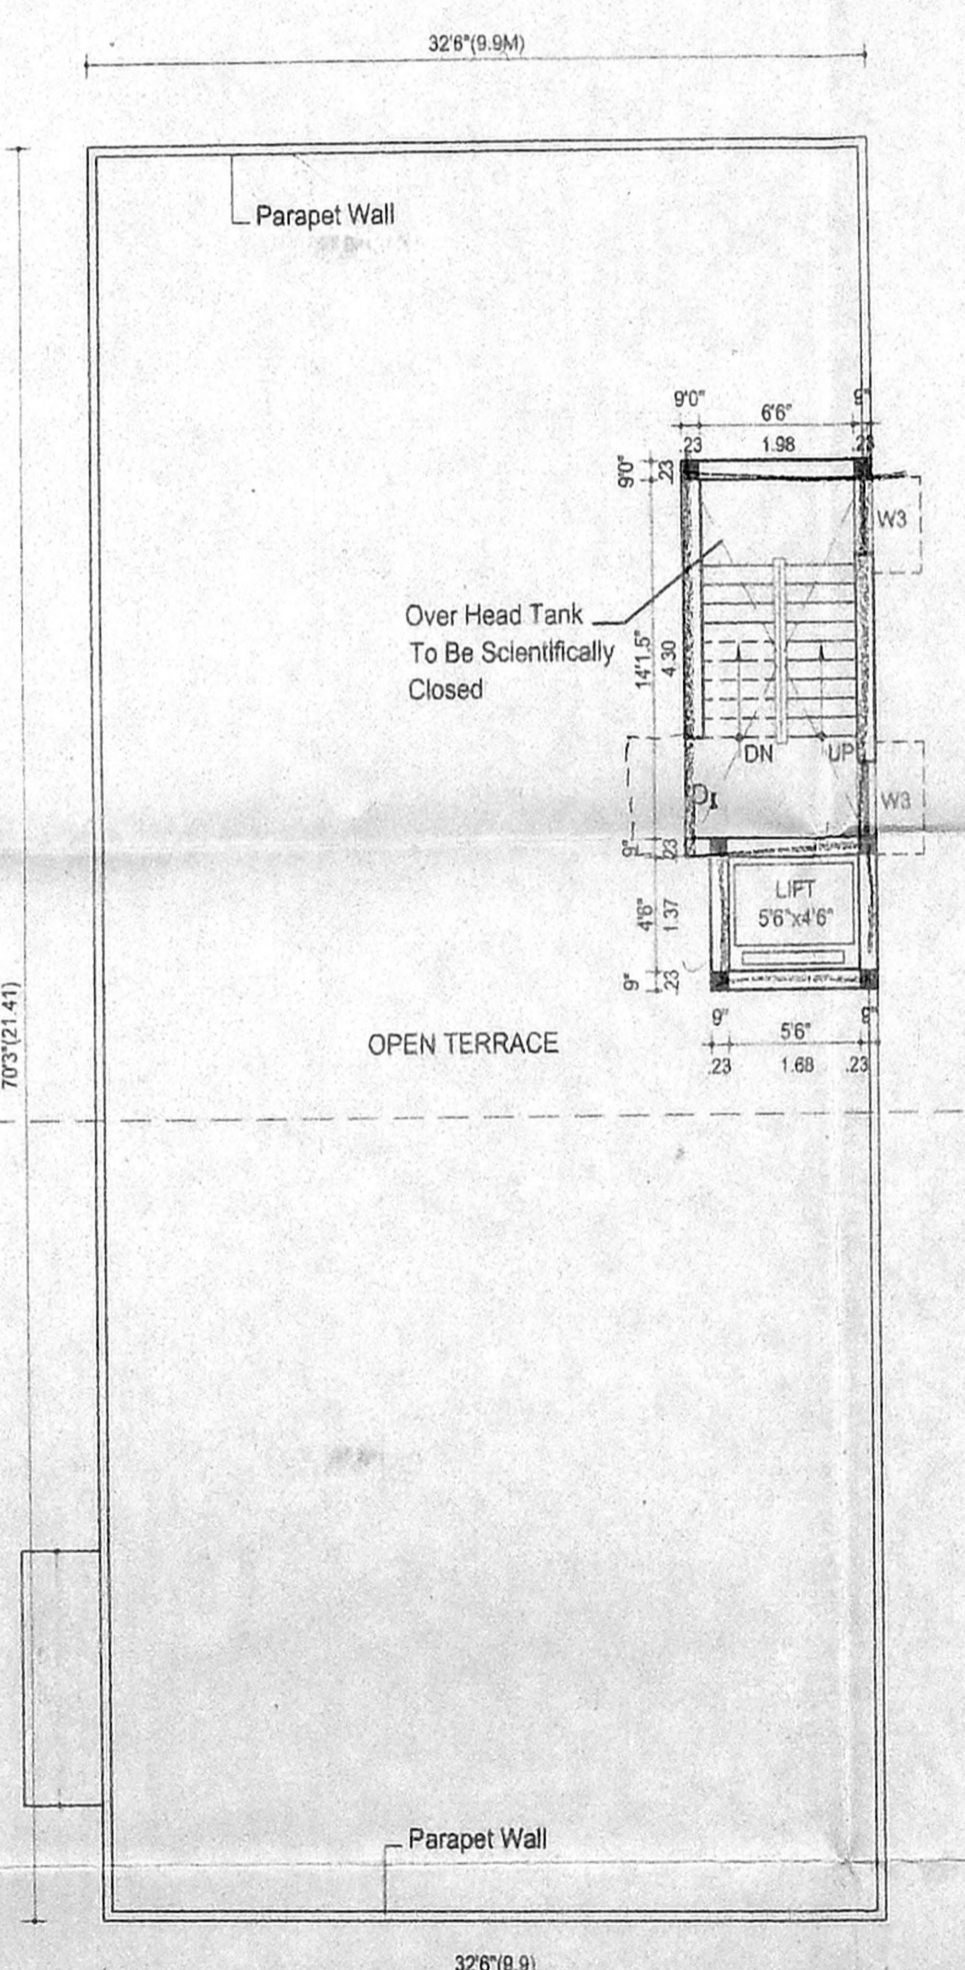 32'6"(9.9M)
Parapet Wall
9'0"
6'6"
9"
.23
1.98
.23
9'0"
.23
W3
Over Head Tank
To Be Scientifically
Closed
14'1.5"
4.30
DN
UP
W3
9"
.23
LIFT
5'6"x4'6"
4'6"
1.37
9"
.23
OPEN TERRACE
9"
5'6"
9"
.23
1.68
.23
70'3"(21.41)
Parapet Wall
32'6"(9.9)